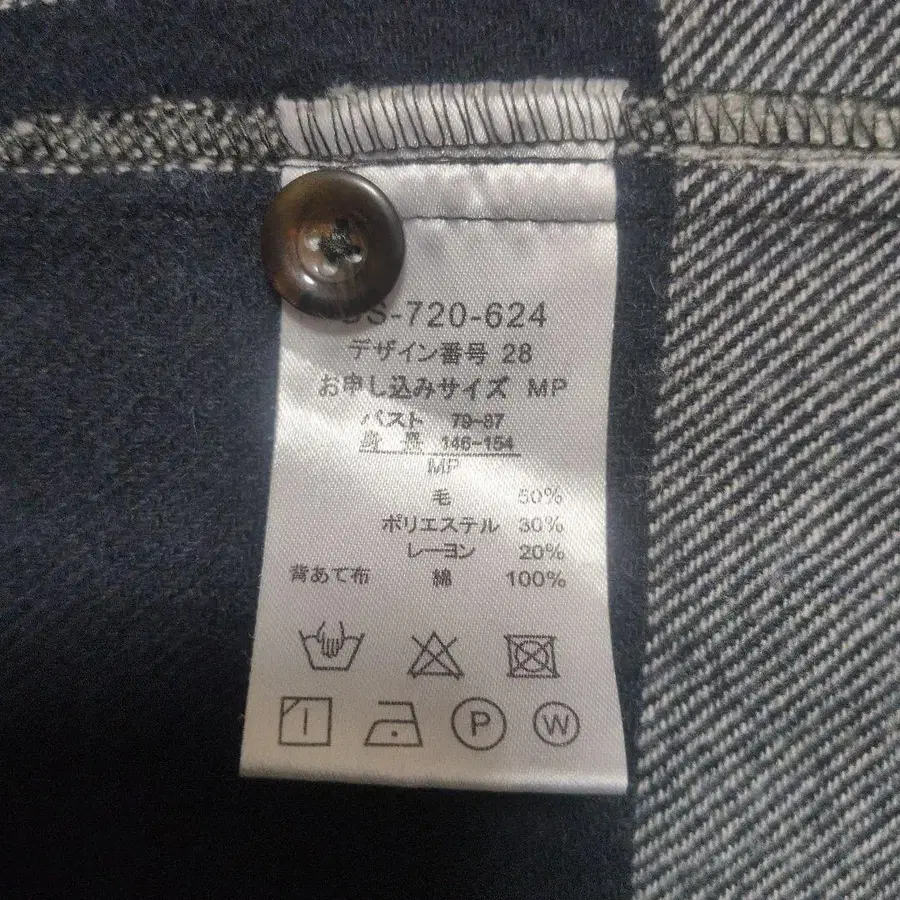 DS-720-624
デザイン番号 28
お申し込みサイズ MP
バスト 79-87
身長 146-154
MP
毛 50%
ポリエステル 30%
レーヨン 20%
背あて布 綿 100%
P W